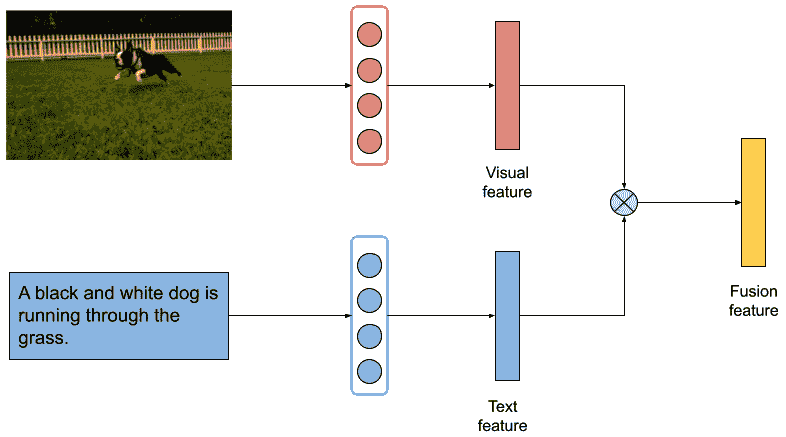 Visual
feature
A black and white dog is
running through the
grass.
Fusion
feature
Text
feature